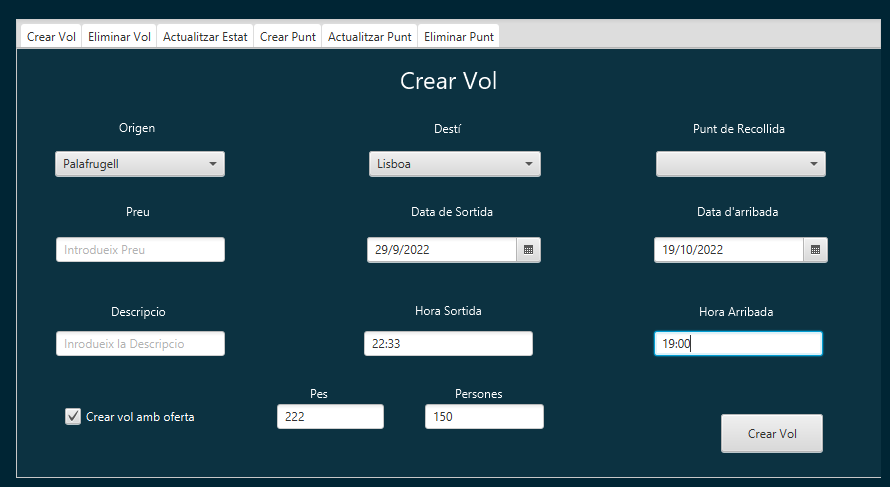 Crear Vol Eliminar Vol Actualitzar Estat Crear Punt Actualitzar Punt Eliminar Punt
Crear Vol
Origen Destí Punt de Recollida
Palafrugell Lisboa
Preu Data de Sortida Data d'arribada
Introdueix Preu 29/9/2022 19/10/2022
Descripcio Hora Sortida Hora Arribada
Inrodueix la Descripcio 22:33 19:00
Pes Persones
Crear vol amb oferta 222 150
Crear Vol